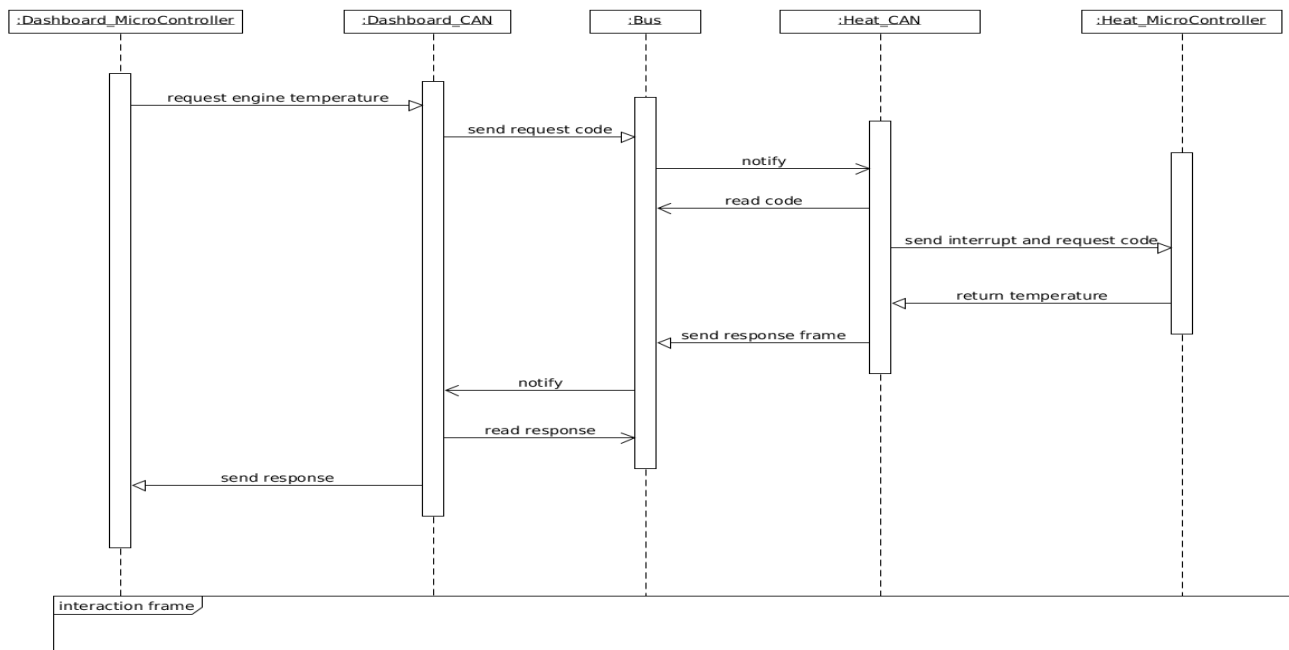 :Dashboard_MicroController
:Dashboard_CAN
:Bus
:Heat_CAN
:Heat_MicroController
request engine temperature
send request code
notify
read code
send interrupt and request code
return temperature
send response frame
notify
read response
send response
interaction frame